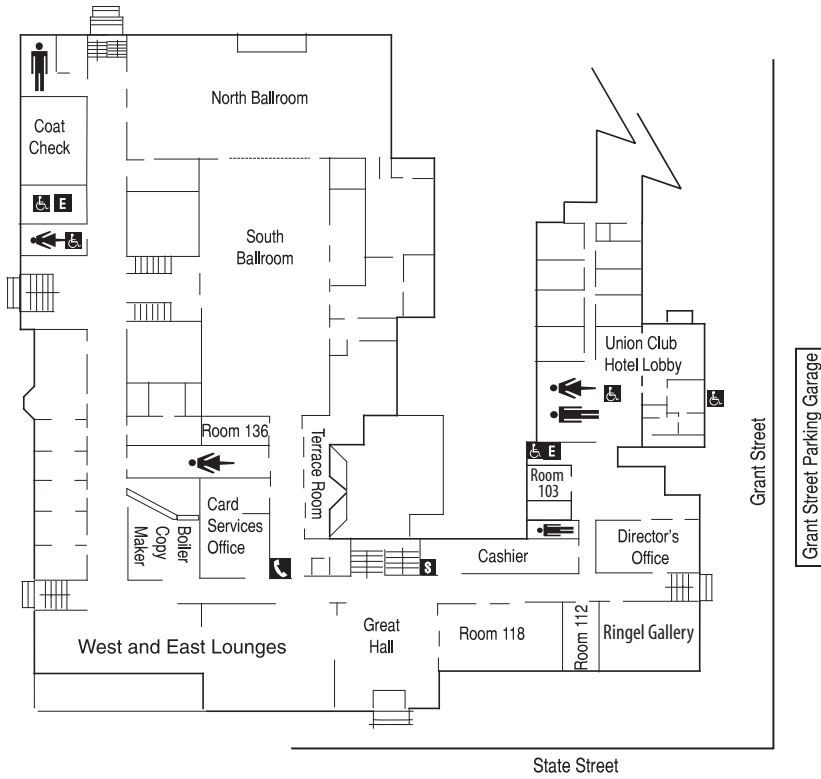 North Ballroom
Coat
Check
E
South
Ballroom
Union Club
Hotel Lobby
Room 136
Terrace Room
E
Room
103
Card
Services
Office
Boiler
Copy
Maker
$
Cashier
Director's
Office
West and East Lounges
Great
Hall
Room 118
Room 112
Ringel Gallery
Grant Street
Grant Street Parking Garage
State Street